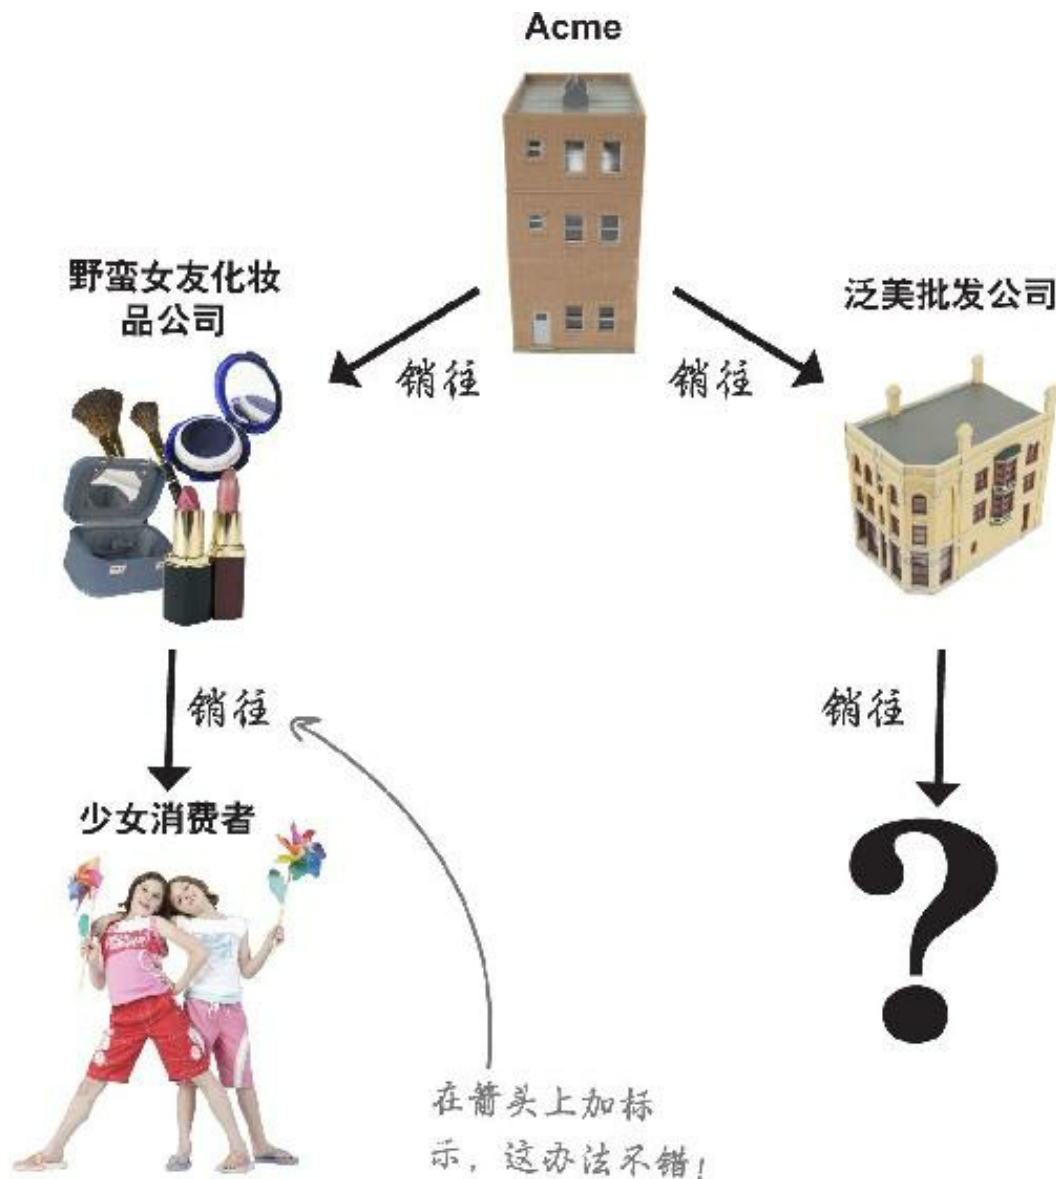 Acme
野蛮女友化妆
品公司
泛美批发公司
销往
销往
销往
销往
少女消费者
在箭头上加标
示，这办法不错！